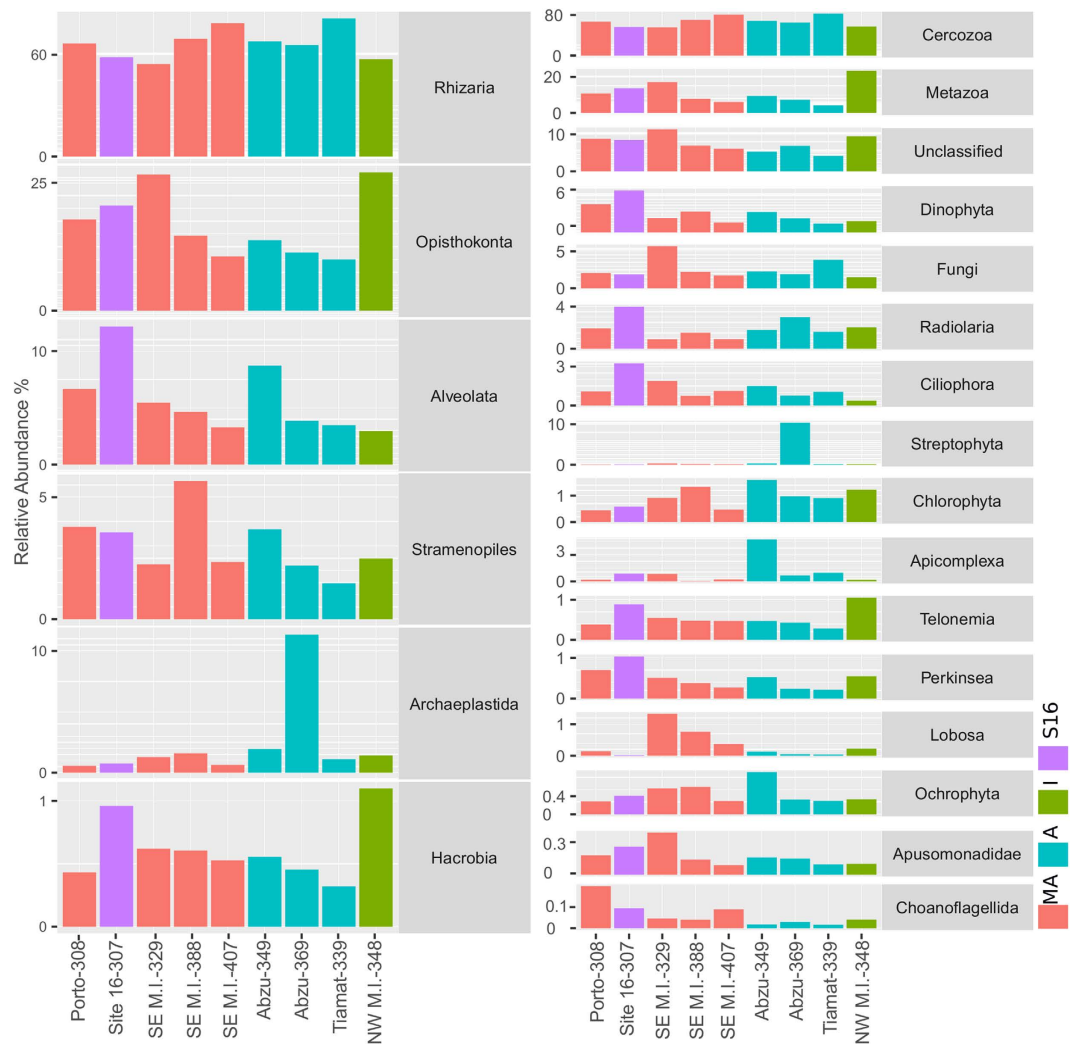 Relative Abundance %
60
0
Rhizaria
25
0
Opisthokonta
10
0
Alveolata
5
0
Stramenopiles
10
0
Archaeplastida
1
0
Hacrobia
Porto-308-
Site 16-307
SE M.I.-329
SE M.I.-388
SE M.I.-407
Abzu-349
Abzu-369
Tiamat-339
NW M.I.-348
80
0
Cercozoa
20
0
Metazoa
10
0
Unclassified
6
0
Dinophyta
5
0
Fungi
4
0
Radiolaria
3
0
Ciliophora
10
0
Streptophyta
1
0
Chlorophyta
3
0
Apicomplexa
1
0
Telonemia
1
0
Perkinsea
1
0
Lobosa
0.4
0
Ochrophyta
0.3
0
Apusomonadidae
0.1
0
Choanoflagellida
Porto-308
Site 16-307-
SE M.I.-329
SE M.I.-388
SE M.I.-407
Abzu-349
Abzu-369
Tiamat-339
NW M.I.-348
MA A I S16